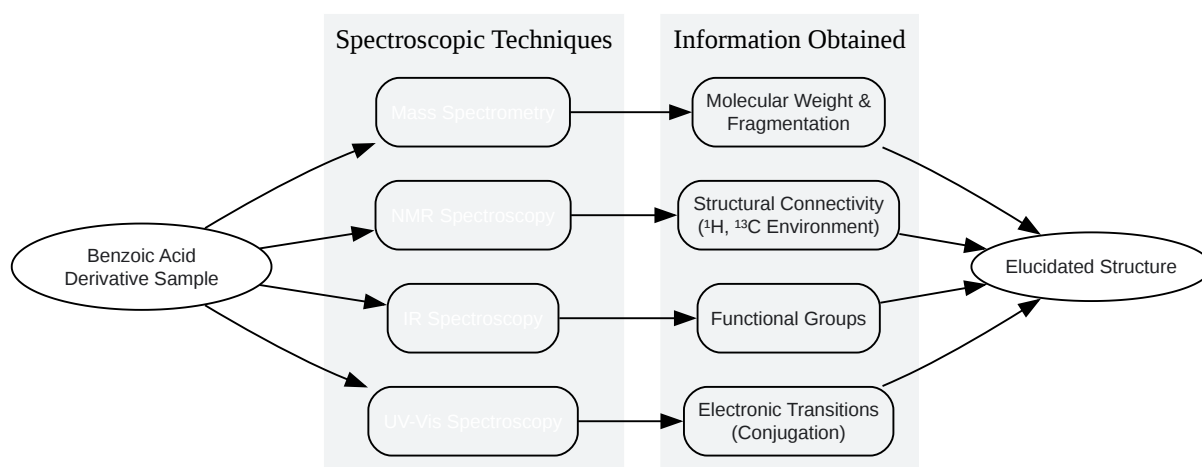 Spectroscopic Techniques
Information Obtained
Mass Spectrometry
Molecular Weight &
Fragmentation
NMR Spectroscopy
Structural Connectivity
(¹H, ¹³C Environment)
Benzoic Acid
Derivative Sample
Elucidated Structure
IR Spectroscopy
Functional Groups
UV-Vis Spectroscopy
Electronic Transitions
(Conjugation)